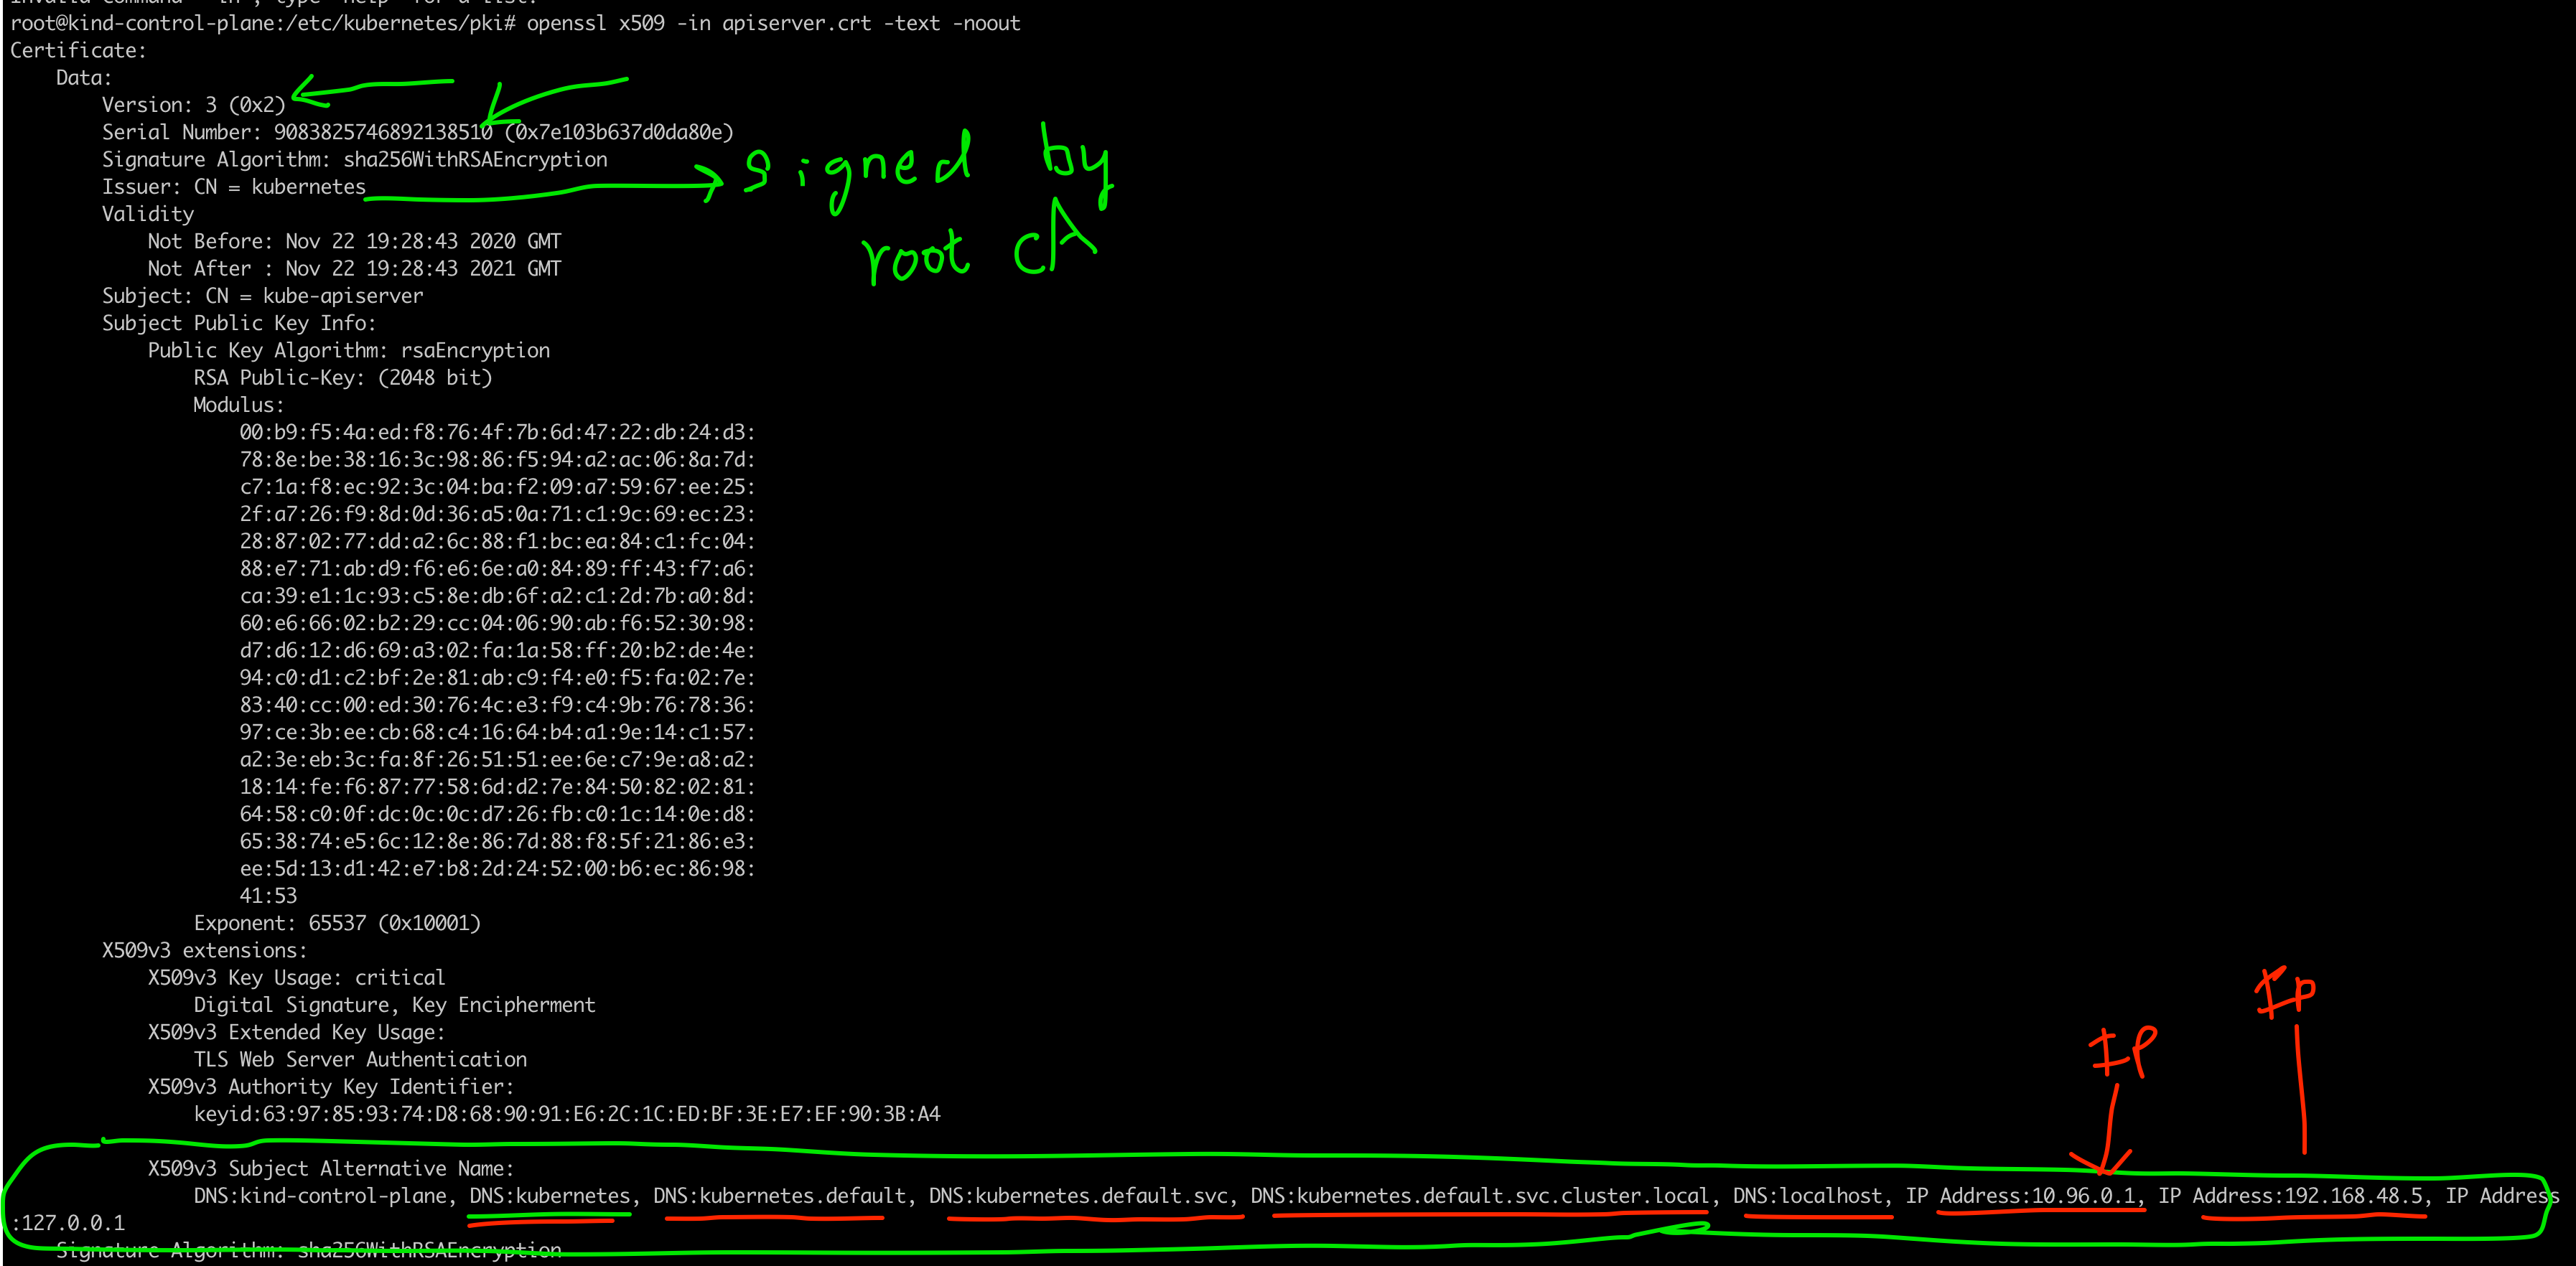 invalid command "in", type "help" for a list.
root@kind-control-plane:/etc/kubernetes/pki# openssl x509 -in apiserver.crt -text -noout
Certificate:
Data:
Version: 3 (0x2)
Serial Number: 9083825746892138510 (0x7e103b637d0da80e)
Signature Algorithm: sha256WithRSAEncryption
Issuer: CN = kubernetes
signed by
root CA
Validity
Not Before: Nov 22 19:28:43 2020 GMT
Not After : Nov 22 19:28:43 2021 GMT
Subject: CN = kube-apiserver
Subject Public Key Info:
Public Key Algorithm: rsaEncryption
RSA Public-Key: (2048 bit)
Modulus:
00:b9:f5:4a:ed:f8:76:4f:7b:6d:47:22:db:24:d3:
78:8e:be:38:16:3c:98:86:f5:94:a2:ac:06:8a:7d:
c7:1a:f8:ec:92:3c:04:ba:f2:09:a7:59:67:ee:25:
2f:a7:26:f9:8d:0d:36:a5:0a:71:c1:9c:69:ec:23:
28:87:02:77:dd:a2:6c:88:f1:bc:ea:84:c1:fc:04:
88:e7:71:ab:d9:f6:e6:6e:a0:84:89:ff:43:f7:a6:
ca:39:e1:1c:93:c5:8e:db:6f:a2:c1:2d:7b:a0:8d:
60:e6:66:02:b2:29:cc:04:06:90:ab:f6:52:30:98:
d7:d6:12:d6:69:a3:02:fa:1a:58:ff:20:b2:de:4e:
94:c0:d1:c2:bf:2e:81:ab:c9:f4:e0:f5:fa:02:7e:
83:40:cc:00:ed:30:76:4c:e3:f9:c4:9b:76:78:36:
97:ce:3b:ee:cb:68:c4:16:64:b4:a1:9e:14:c1:57:
a2:3e:eb:3c:fa:8f:26:51:51:ee:6e:c7:9e:a8:a2:
18:14:fe:f6:87:77:58:6d:d2:7e:84:50:82:02:81:
64:58:c0:0f:dc:0c:0c:d7:26:fb:c0:1c:14:0e:d8:
65:38:74:e5:6c:12:8e:86:7d:88:f8:5f:21:86:e3:
ee:5d:13:d1:42:e7:b8:2d:24:52:00:b6:ec:86:98:
41:53
Exponent: 65537 (0x10001)
X509v3 extensions:
X509v3 Key Usage: critical
Digital Signature, Key Encipherment
X509v3 Extended Key Usage:
TLS Web Server Authentication
X509v3 Authority Key Identifier:
keyid:63:97:85:93:74:D8:68:90:91:E6:2C:1C:ED:BF:3E:E7:EF:90:3B:A4
IP
IP
X509v3 Subject Alternative Name:
DNS:kind-control-plane, DNS:kubernetes, DNS:kubernetes.default, DNS:kubernetes.default.svc, DNS:kubernetes.default.svc.cluster.local, DNS:localhost, IP Address:10.96.0.1, IP Address:192.168.48.5, IP Address
:127.0.0.1
Signature Algorithm: sha256WithRSAEncryption